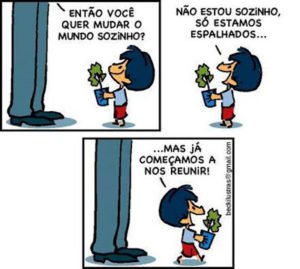 ENTÃO VOCÊ
QUER MUDAR O
MUNDO SOZINHO?
NÃO ESTOU SOZINHO,
SÓ ESTAMOS
ESPALHADOS...
...MAS JÁ
COMEÇAMOS A
NOS REUNIR!
beckilustras@gmail.com